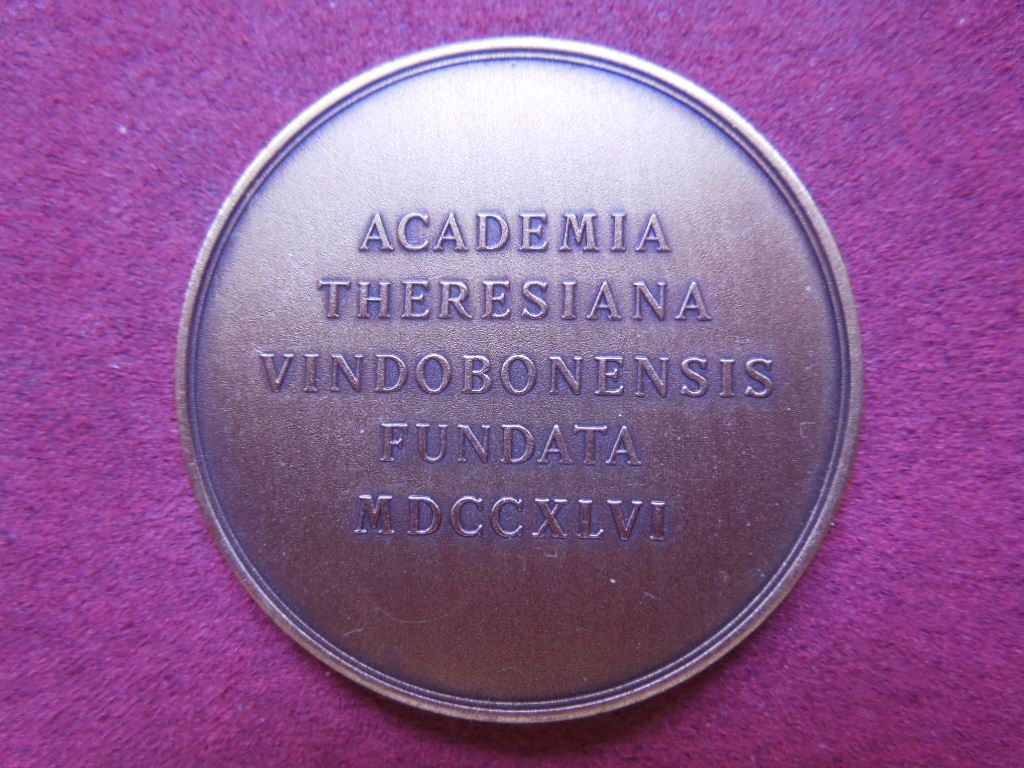 ACADEMIA
THERESIANA
VINDOBONENSIS
FUNDATA
MDCCXLVI